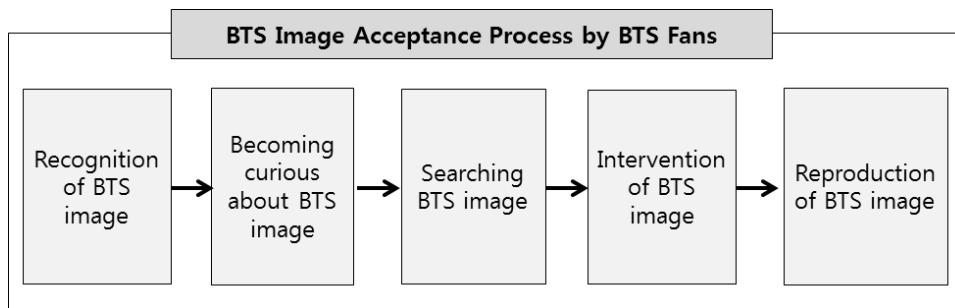 BTS Image Acceptance Process by BTS Fans
Recognition
of BTS
image
Becoming
curious
about BTS
image
Searching
BTS image
Intervention
of BTS
image
Reproduction
of BTS image